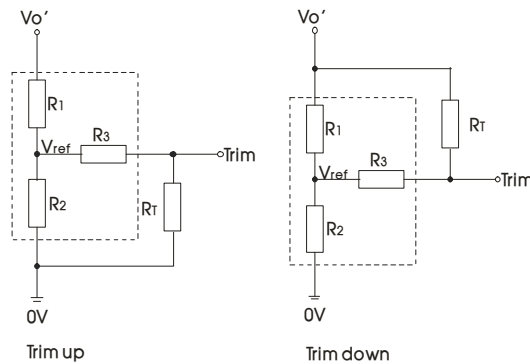 Vo’
R1
Vref
R3
Trim
R2
RT
0V
Trim up
Vo’
R1
RT
Vref
R3
Trim
R2
0V
Trim down